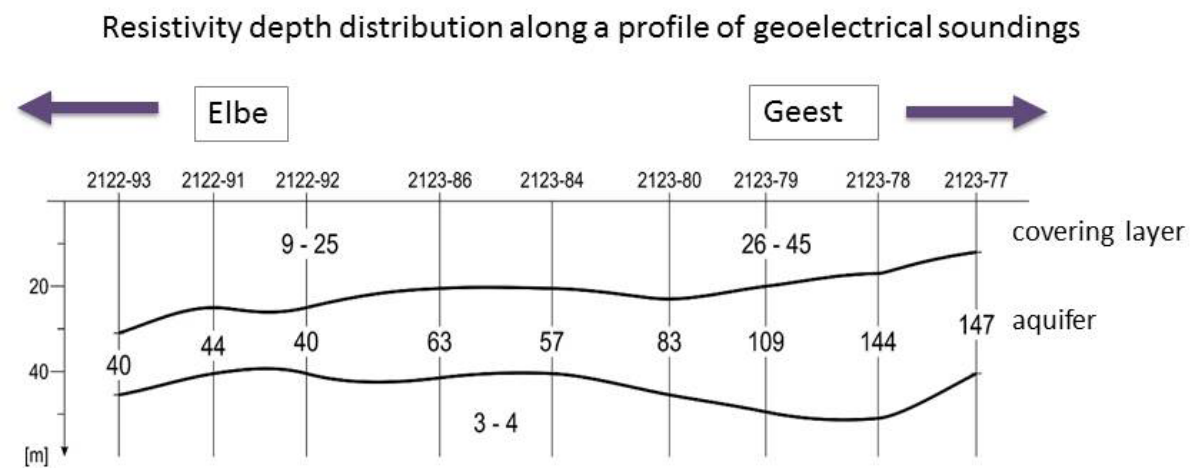 Resistivity depth distribution along a profile of geoelectrical soundings
Elbe
Geest
2122-93 2122-91 2122-92 2123-86 2123-84 2123-80 2123-79 2123-78 2123-77
9 - 25
26 - 45
covering layer
20
40 44 40 63 57 83 109 144 147 aquifer
40
3 - 4
[m]